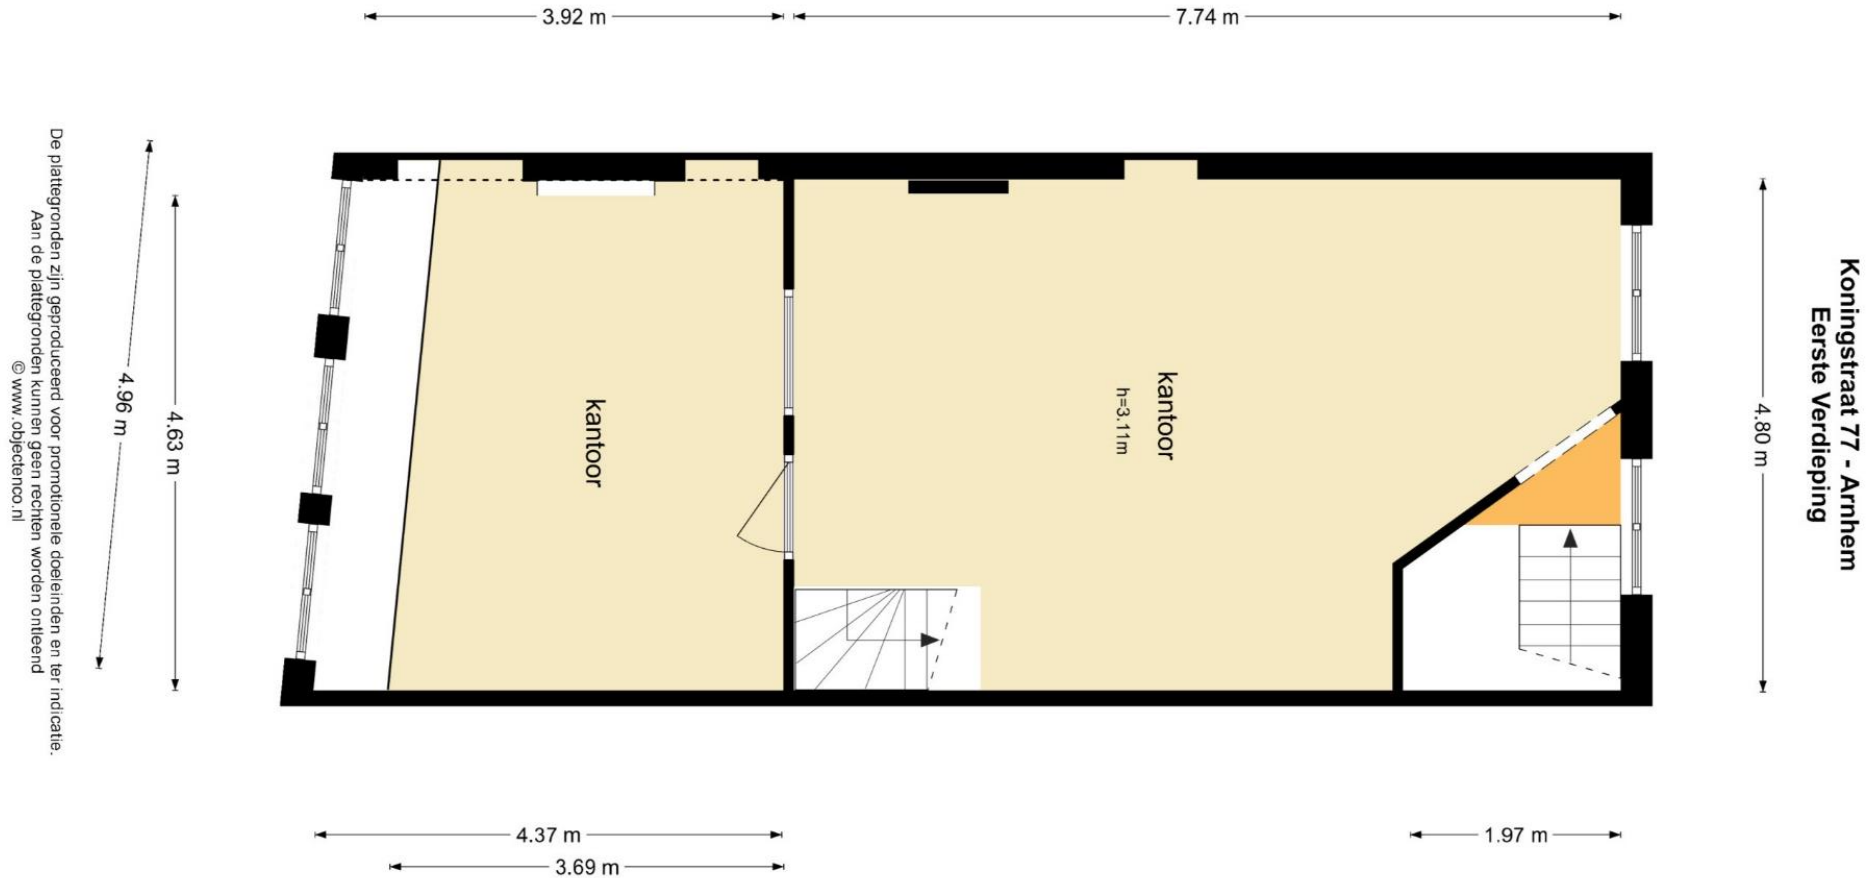 Koningstraat 77 - Arnhem
Eerste Verdieping
3.92 m
7.74 m
4.96 m
4.63 m
kantoor
kantoor
h=3.11m
4.80 m
4.37 m
3.69 m
1.97 m
De plattegronden zijn geproduceerd voor promotionele doeleinden en ter indicatie.
Aan de plattegronden kunnen geen rechten worden ontleend
© www.objectenco.nl